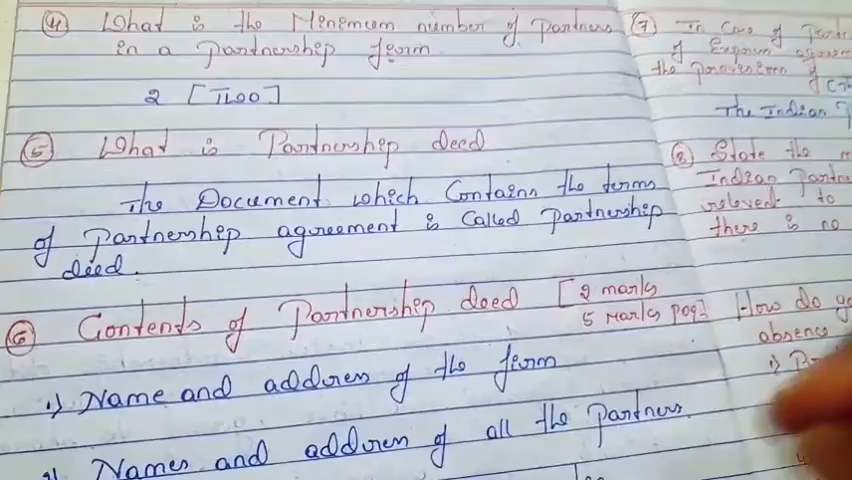 4 What is the Minimum number of Partners
in a Partnership firm
2 [Two]
5 What is Partnership deed
The Document which Contains the terms
of Partnership agreement is called Partnership
deed.
6 Contents of Partnership deed [2 marks
5 Marks
1) Name and address of the firm
2) Names and address of all the partners.
7 In Case of
of
the
The Indian
8 State the
Indian
to
there is no
How do
absence
1)